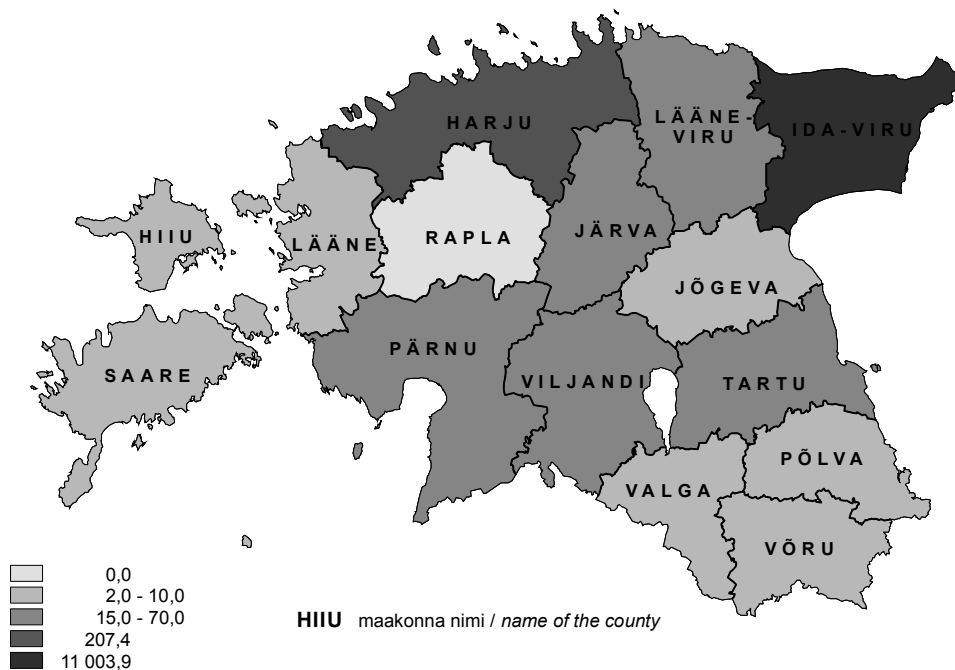 HARJU
LÄÄNE-
VIRU
IDA-VIRU
HIIU
LÄÄNE
RAPLA
JÄRVA
JÕGEVA
SAARE
PÄRNU
VILJANDI
TARTU
PÕLVA
VALGA
VÕRU
0,0
2,0 - 10,0
15,0 - 70,0
207,4
11 003,9
HIIU maakonna nimi / name of the county